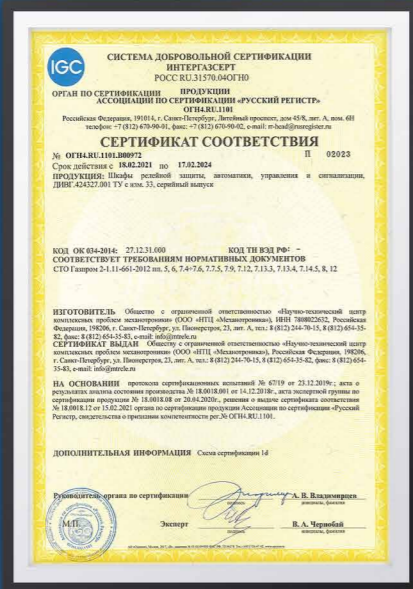 IGC
СИСТЕМА ДОБРОВОЛЬНОЙ СЕРТИФИКАЦИИ
ИНТЕРГАЗСЕРТ
РОСС RU.31570.04ОГН0
ОРГАН ПО СЕРТИФИКАЦИИ ПРОДУКЦИИ
АССОЦИАЦИИ ПО СЕРТИФИКАЦИИ «РУССКИЙ РЕГИСТР»
ОГН4.RU.1101
Российская Федерация, 191014, г. Санкт-Петербург, Литейный проспект, дом 45/8, лит. А, пом. 6Н
телефон: +7 (812) 670-90-01, факс: +7 (812) 670-90-02, e-mail: rr-head@rusregister.ru
СЕРТИФИКАТ СООТВЕТСТВИЯ
№ ОГН4.RU.1101.В00972 П 02023
Срок действия с 18.02.2021 по 17.02.2024
ПРОДУКЦИЯ: Шкафы релейной защиты, автоматики, управления и сигнализации,
ДИВГ.424327.001 ТУ с изм. 33, серийный выпуск
КОД ОК 034-2014: 27.12.31.000 КОД ТН ВЭД РФ: -
СООТВЕТСТВУЕТ ТРЕБОВАНИЯМ НОРМАТИВНЫХ ДОКУМЕНТОВ
СТО Газпром 2-1.11-661-2012 пп. 5, 6, 7.4÷7.6, 7.7.5, 7.9, 7.12, 7.13.3, 7.13.4, 7.14.5, 8, 12
ИЗГОТОВИТЕЛЬ Общество с ограниченной ответственностью «Научно-технический центр
комплексных проблем механотроники» (ООО «НТЦ «Механотроника»), ИНН 7808022632, Российская
Федерация, 198206, г. Санкт-Петербург, ул. Пионерстроя, 23, лит. А, тел.: 8 (812) 244-70-15, 8 (812) 654-35-
82, факс: 8 (812) 654-35-83, e-mail: info@mtrele.ru
СЕРТИФИКАТ ВЫДАН Общество с ограниченной ответственностью «Научно-технический центр
комплексных проблем механотроники» (ООО «НТЦ «Механотроника»), Российская Федерация, 198206,
г. Санкт-Петербург, ул. Пионерстроя, 23, лит. А, тел.: 8 (812) 244-70-15, 8 (812) 654-35-82, факс: 8 (812) 654-
35-83, e-mail: info@mtrele.ru
НА ОСНОВАНИИ протокола сертификационных испытаний № 67/19 от 23.12.2019г.; акта о
результатах анализа состояния производства № 18.0018.001 от 14.12.2018г., акта экспертной группы по
сертификации продукции № 18.0018.08 от 20.04.2020г., решения о выдаче сертификата соответствия
№ 18.0018.12 от 15.02.2021 органа по сертификации продукции Ассоциации по сертификации «Русский
Регистр, свидетельства о признании компетентности рег.№ ОГН4.RU.1101.
ДОПОЛНИТЕЛЬНАЯ ИНФОРМАЦИЯ Схема сертификации 1d
Руководитель органа по сертификации А. В. Владимирцев
инициалы, фамилия
М.П. Эксперт В. А. Чернобай
инициалы, фамилия